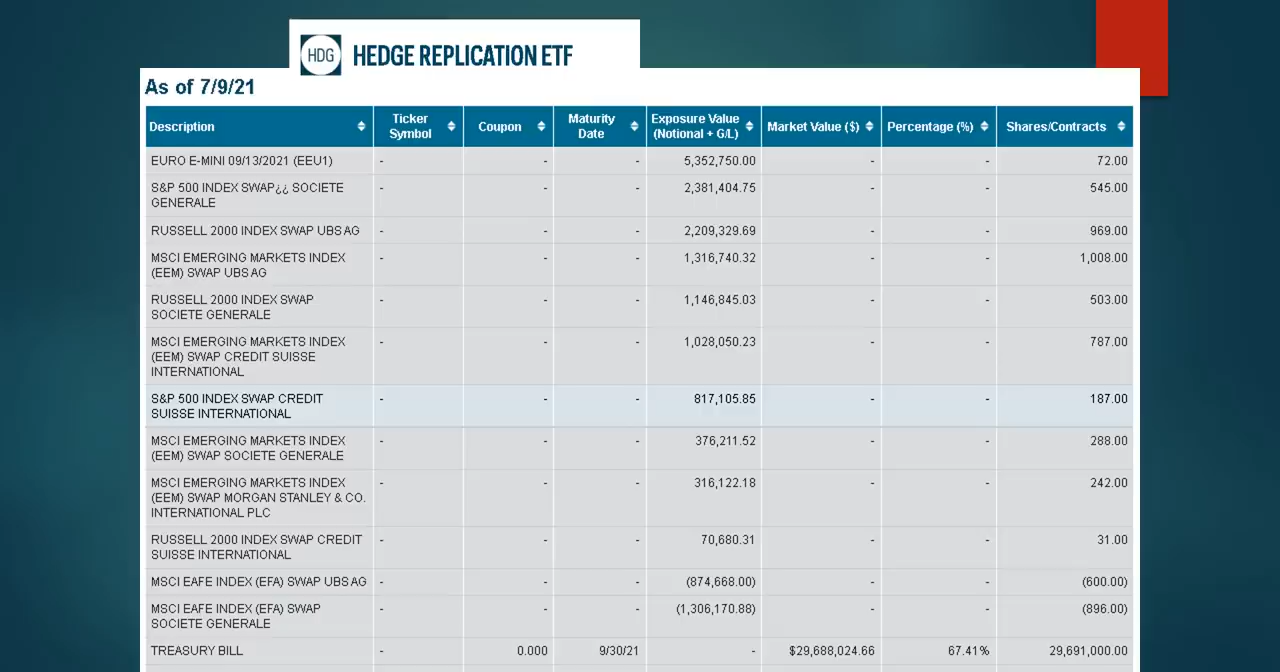 HDG HEDGE REPLICATION ETF
As of 7/9/21
Description Ticker Symbol Coupon Maturity Date Exposure Value (Notional + G/L) Market Value ($) Percentage (%) Shares/Contracts
EURO E-MINI 09/13/2021 (EEU1) - - - 5,352,750.00 - - 72.00
S&P 500 INDEX SWAP¿¿ SOCIETE - - - 2,381,404.75 - - 545.00
GENERALE
RUSSELL 2000 INDEX SWAP UBS AG - - - 2,209,329.69 - - 969.00
MSCI EMERGING MARKETS INDEX - - - 1,316,740.32 - - 1,008.00
(EEM) SWAP UBS AG
RUSSELL 2000 INDEX SWAP - - - 1,146,845.03 - - 503.00
SOCIETE GENERALE
MSCI EMERGING MARKETS INDEX - - - 1,028,050.23 - - 787.00
(EEM) SWAP CREDIT SUISSE
INTERNATIONAL
S&P 500 INDEX SWAP CREDIT - - - 817,105.85 - - 187.00
SUISSE INTERNATIONAL
MSCI EMERGING MARKETS INDEX - - - 376,211.52 - - 288.00
(EEM) SWAP SOCIETE GENERALE
MSCI EMERGING MARKETS INDEX - - - 316,122.18 - - 242.00
(EEM) SWAP MORGAN STANLEY & CO.
INTERNATIONAL PLC
RUSSELL 2000 INDEX SWAP CREDIT - - - 70,680.31 - - 31.00
SUISSE INTERNATIONAL
MSCI EAFE INDEX (EFA) SWAP UBS AG - - - (874,668.00) - - (600.00)
MSCI EAFE INDEX (EFA) SWAP - - - (1,306,170.88) - - (896.00)
SOCIETE GENERALE
TREASURY BILL - 0.000 9/30/21 - $29,688,024.66 67.41% 29,691,000.00